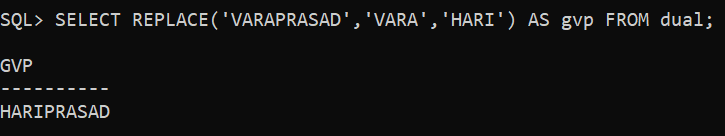 SQL> SELECT REPLACE('VARAPRASAD','VARA','HARI') AS gvp FROM dual;
GVP
----------
HARIPRASAD